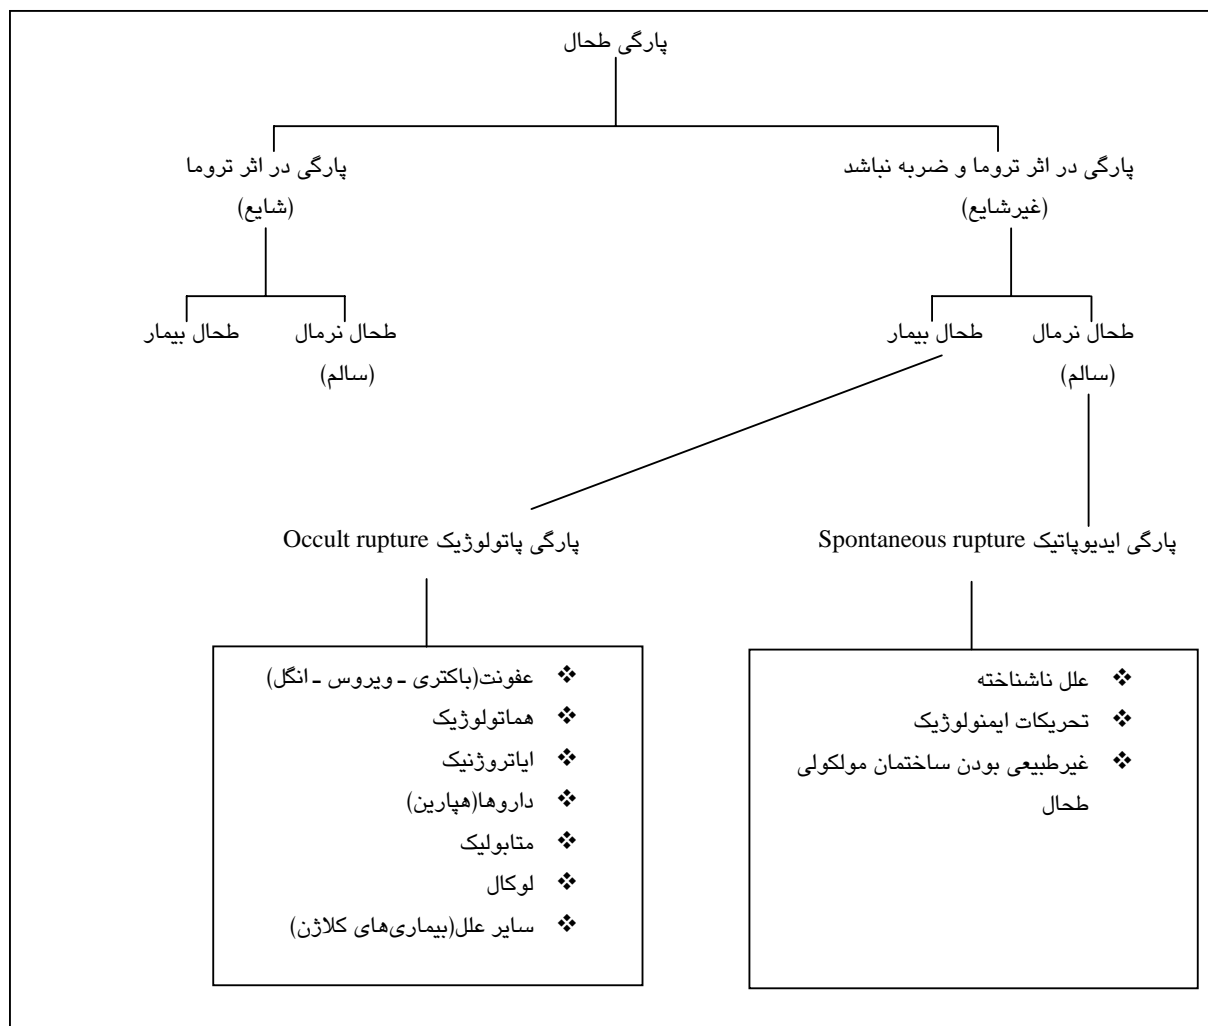 پارگی طحال
پارگی در اثر تروما و ضربه نباشد
(غیرشایع)
پارگی در اثر تروما
(شایع)
طحال نرمال
(سالم)
طحال بیمار
طحال نرمال
(سالم)
طحال بیمار
پارگی ایدیوپاتیک Spontaneous rupture
پارگی پاتولوژیک Occult rupture
❖ علل ناشناخته
❖ تحریکات ایمنولوژیک
❖ غیرطبیعی بودن ساختمان مولکولی
طحال
❖ عفونت(باکتری ـ ویروس ـ انگل)
❖ هماتولوژیک
❖ ایاتروژنیک
❖ داروها(هپارین)
❖ متابولیک
❖ لوکال
❖ سایر علل(بیماری‌های کلاژن)